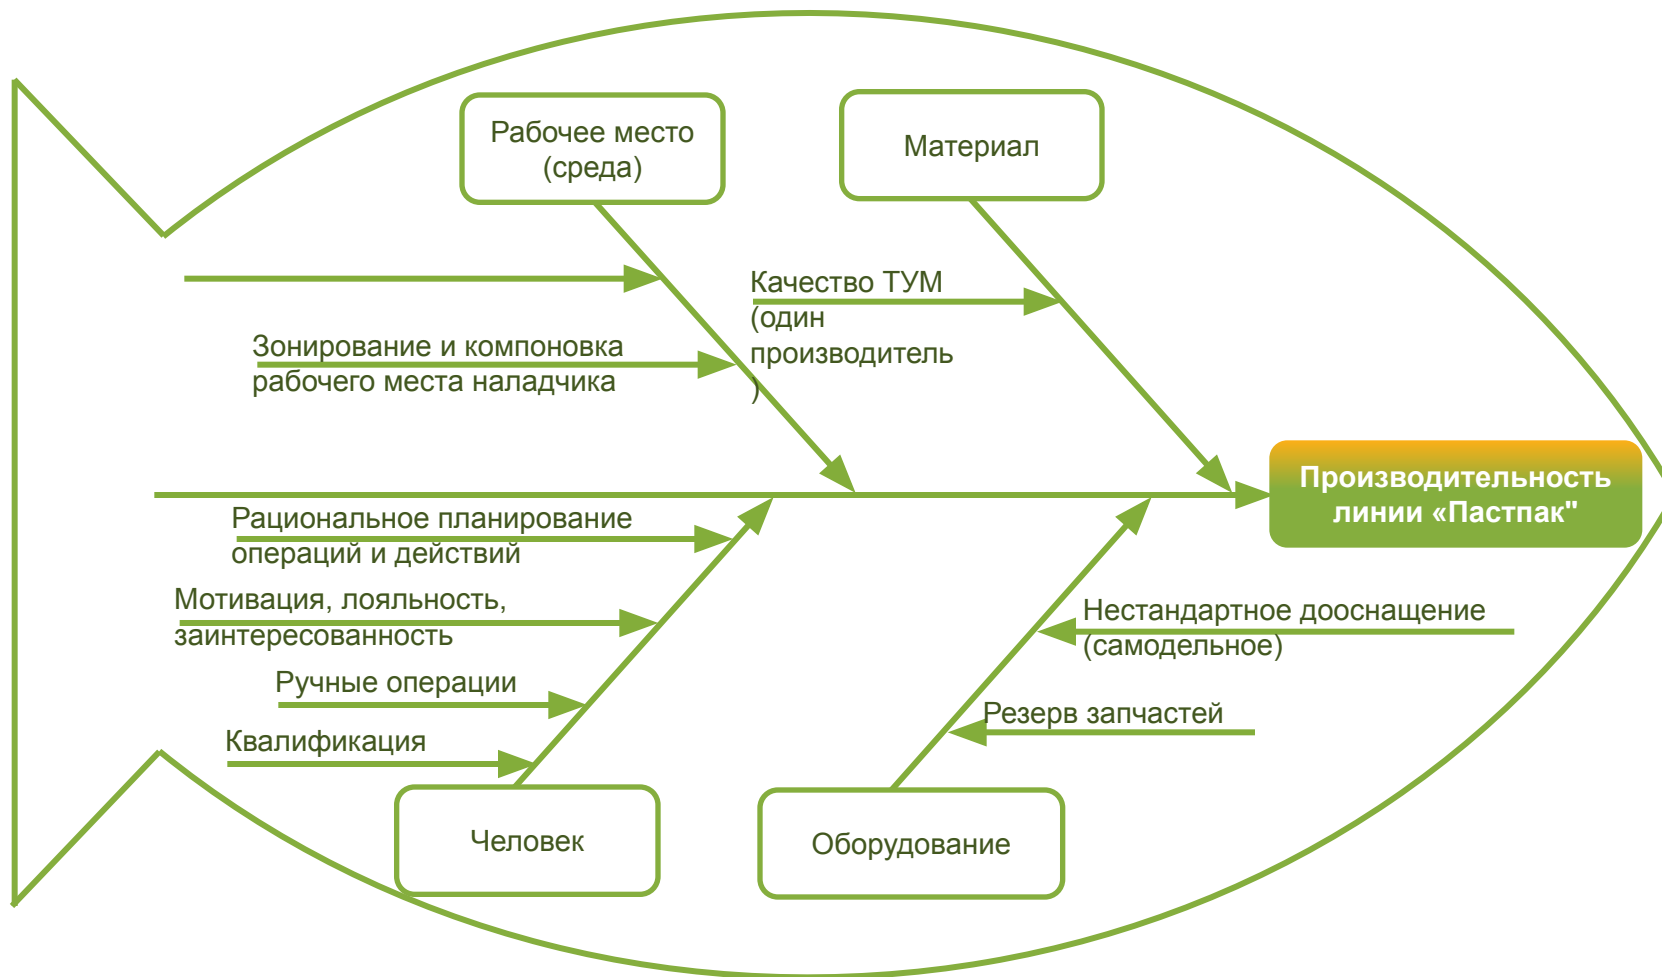 Рабочее место
(среда)
Материал
Качество ТУМ
(один
производитель
)
Зонирование и компоновка
рабочего места наладчика
Производительность
линии «Пастпак"
Рациональное планирование
операций и действий
Мотивация, лояльность,
заинтересованность
Ручные операции
Квалификация
Нестандартное дооснащение
(самодельное)
Резерв запчастей
Человек
Оборудование